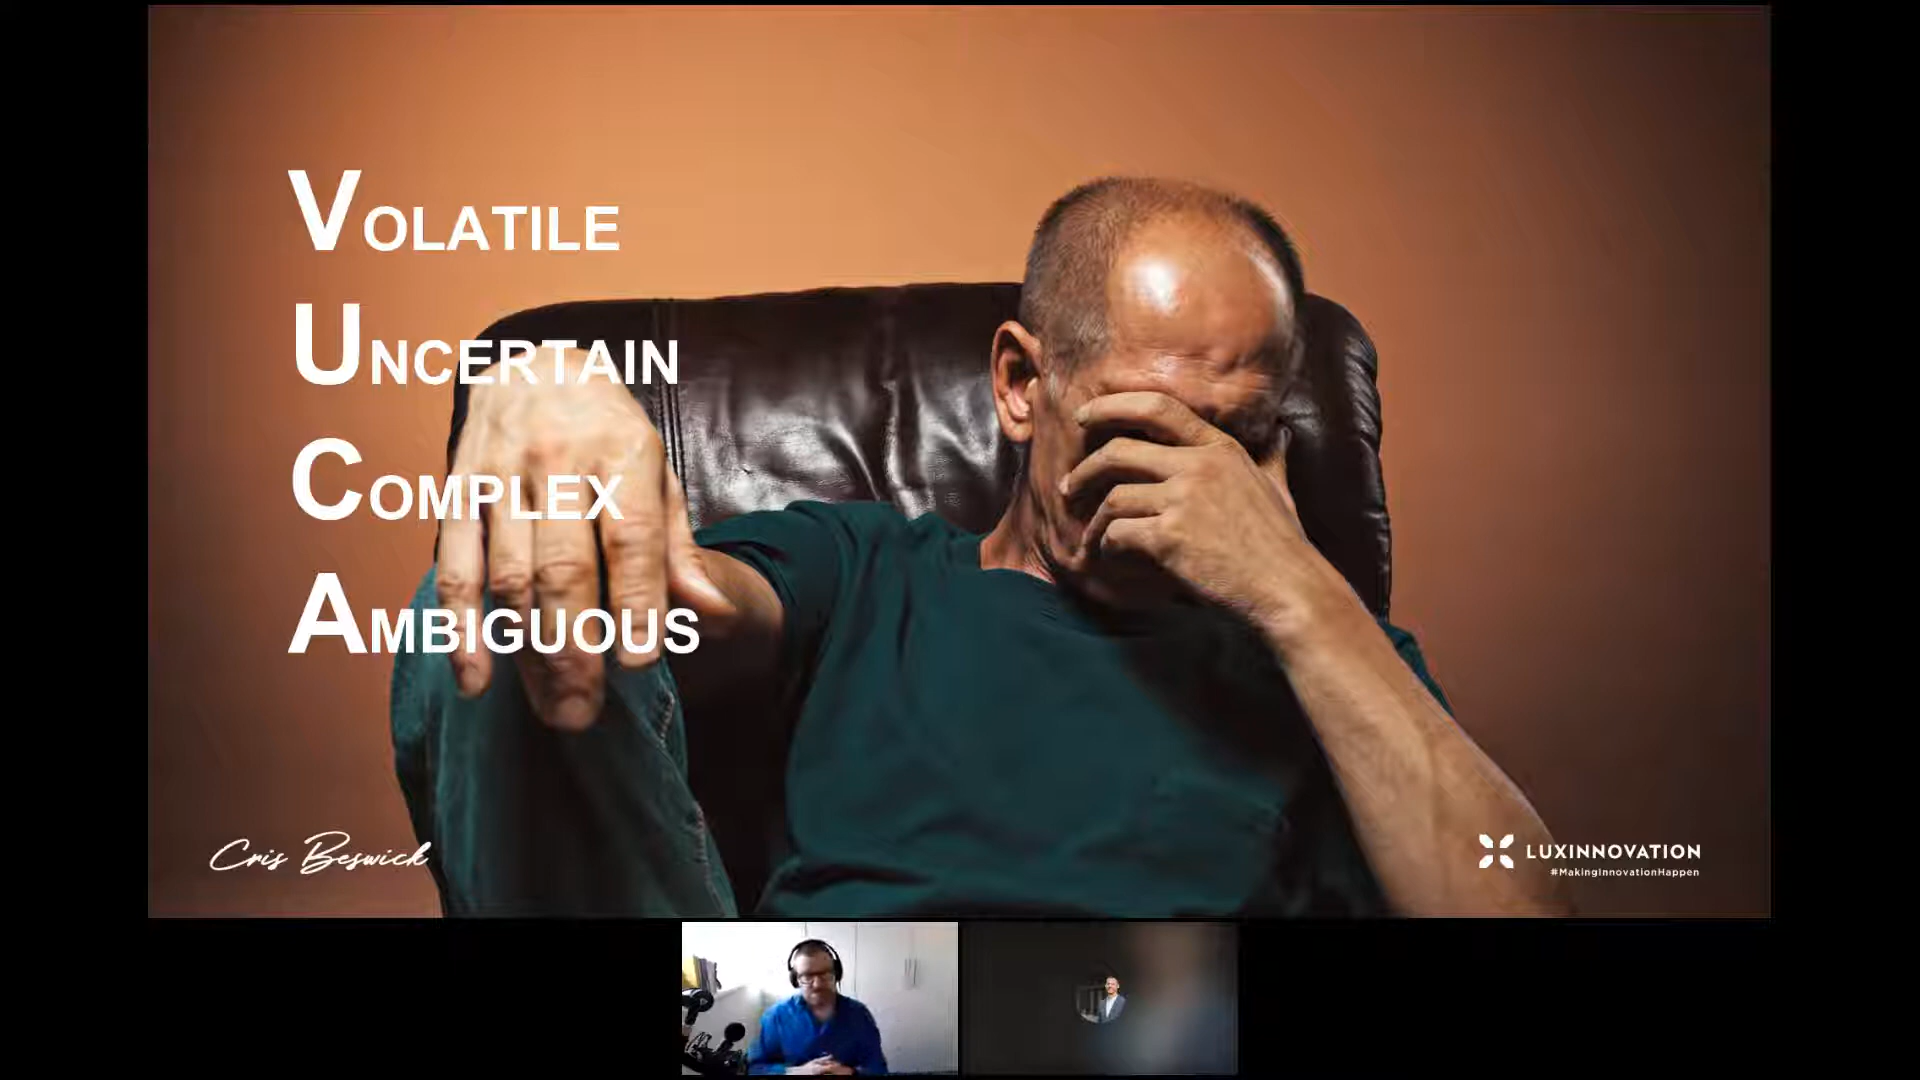 VOLATILE
UNCERTAIN
COMPLEX
AMBIGUOUS
Cris Beswick
LUXINNOVATION
#MakingInnovationHappen